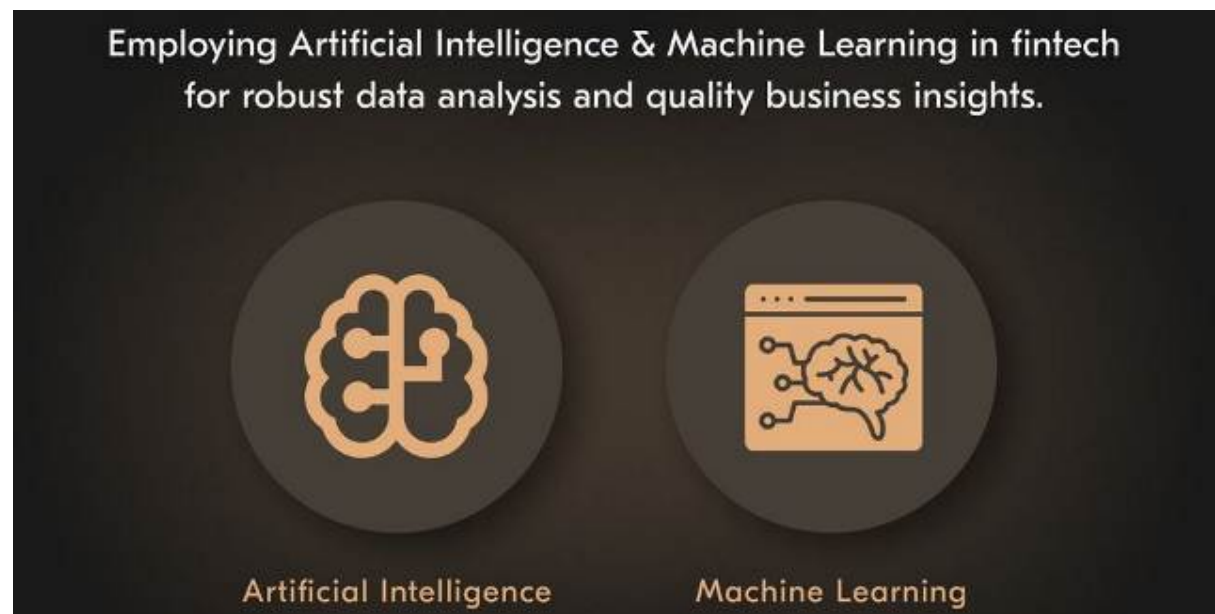 Employing Artificial Intelligence & Machine Learning in fintech
for robust data analysis and quality business insights.
Artificial Intelligence
Machine Learning